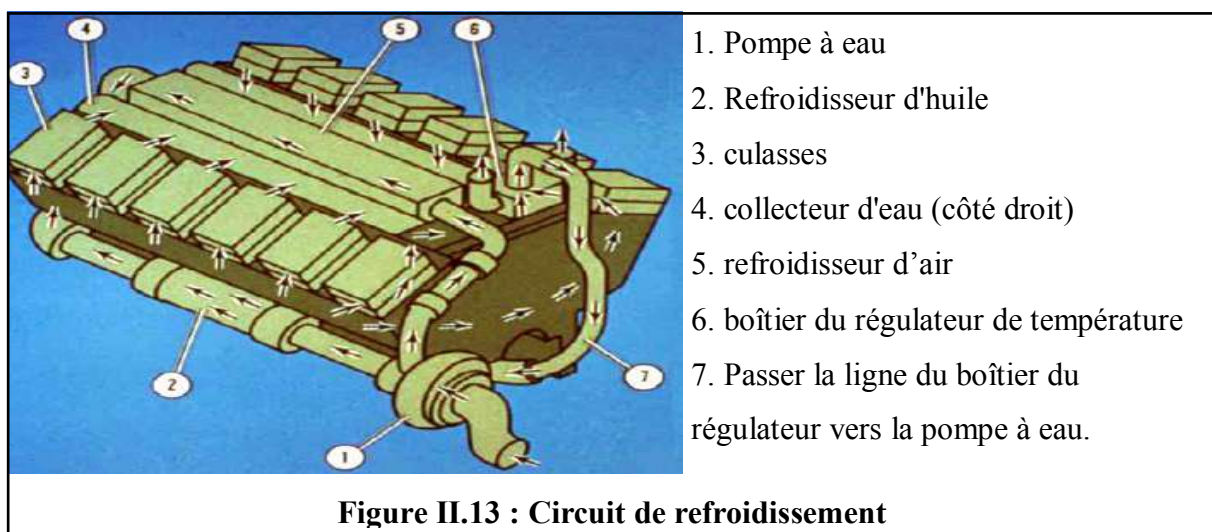 4
5
6
3
2
7
1
1. Pompe à eau
2. Refroidisseur d'huile
3. culasses
4. collecteur d'eau (côté droit)
5. refroidisseur d’air
6. boîtier du régulateur de température
7. Passer la ligne du boîtier du
régulateur vers la pompe à eau.
Figure II.13 : Circuit de refroidissement